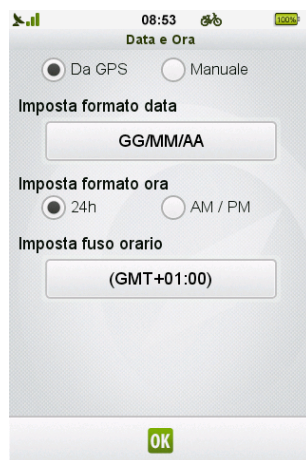 08:53
100%
Data e Ora
Da GPS Manuale
Imposta formato data
GG/MM/AA
Imposta formato ora
24h AM / PM
Imposta fuso orario
(GMT+01:00)
OK